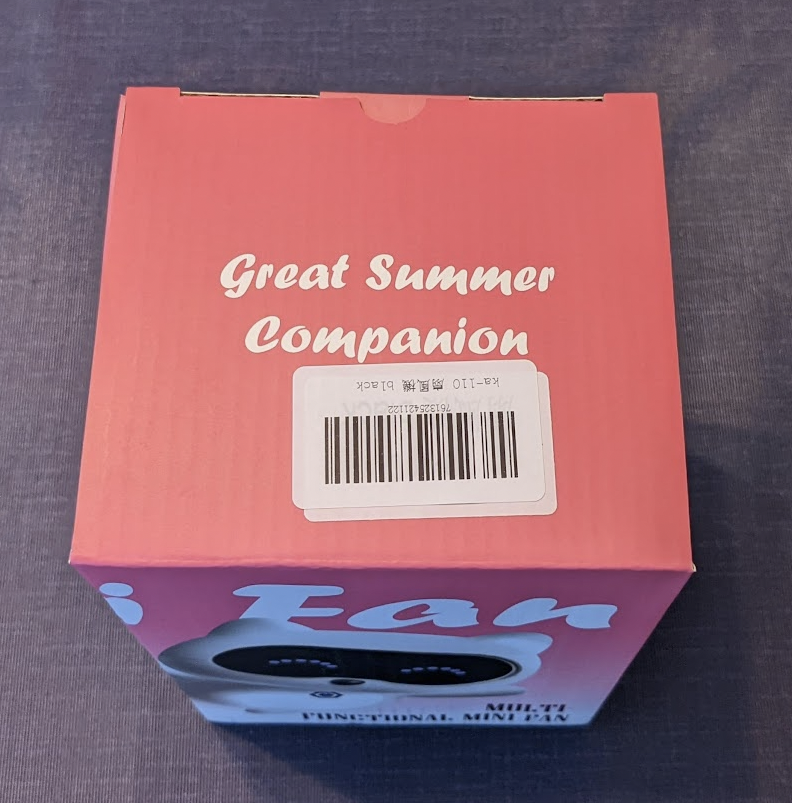 Great Summer
Companion
ka-110 扇風機 black
761325421122
i Fan
MULTI
FUNCTIONAL MINI FAN